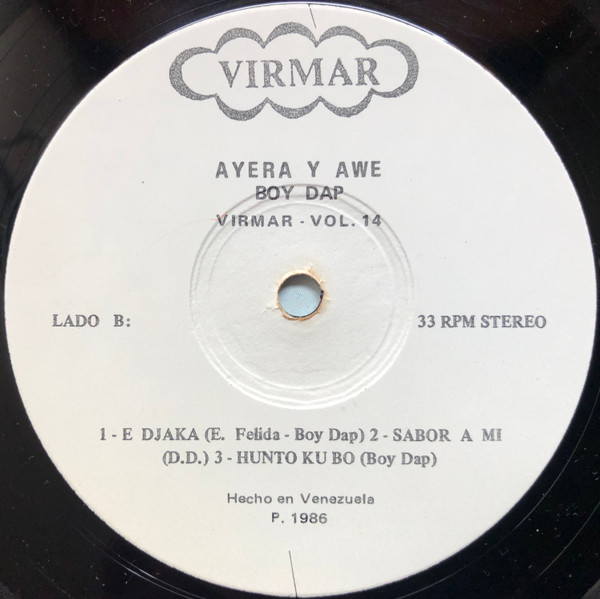 VIRMAR
AYERA Y AWE
BOY DAP
VIRMAR - VOL. 14
LADO B:
33 RPM STEREO
1 - E DJAKA (E. Felida - Boy Dap) 2 - SABOR A MI
(D.D.) 3 - HUNTO KU BO (Boy Dap)
Hecho en Venezuela
P. 1986